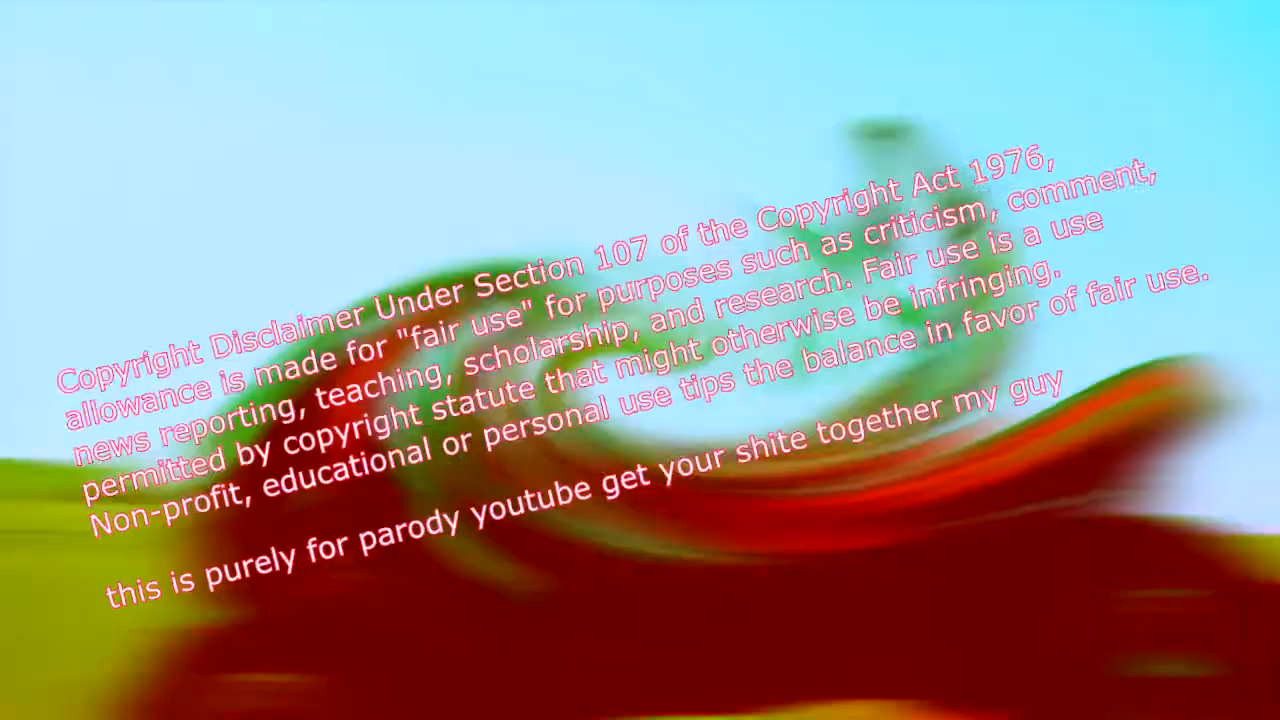 Copyright Disclaimer Under Section 107 of the Copyright Act 1976,
allowance is made for "fair use" for purposes such as criticism, comment,
news reporting, teaching, scholarship, and research. Fair use is a use
permitted by copyright statute that might otherwise be infringing.
Non-profit, educational or personal use tips the balance in favor of fair use.
this is purely for parody youtube get your shite together my guy